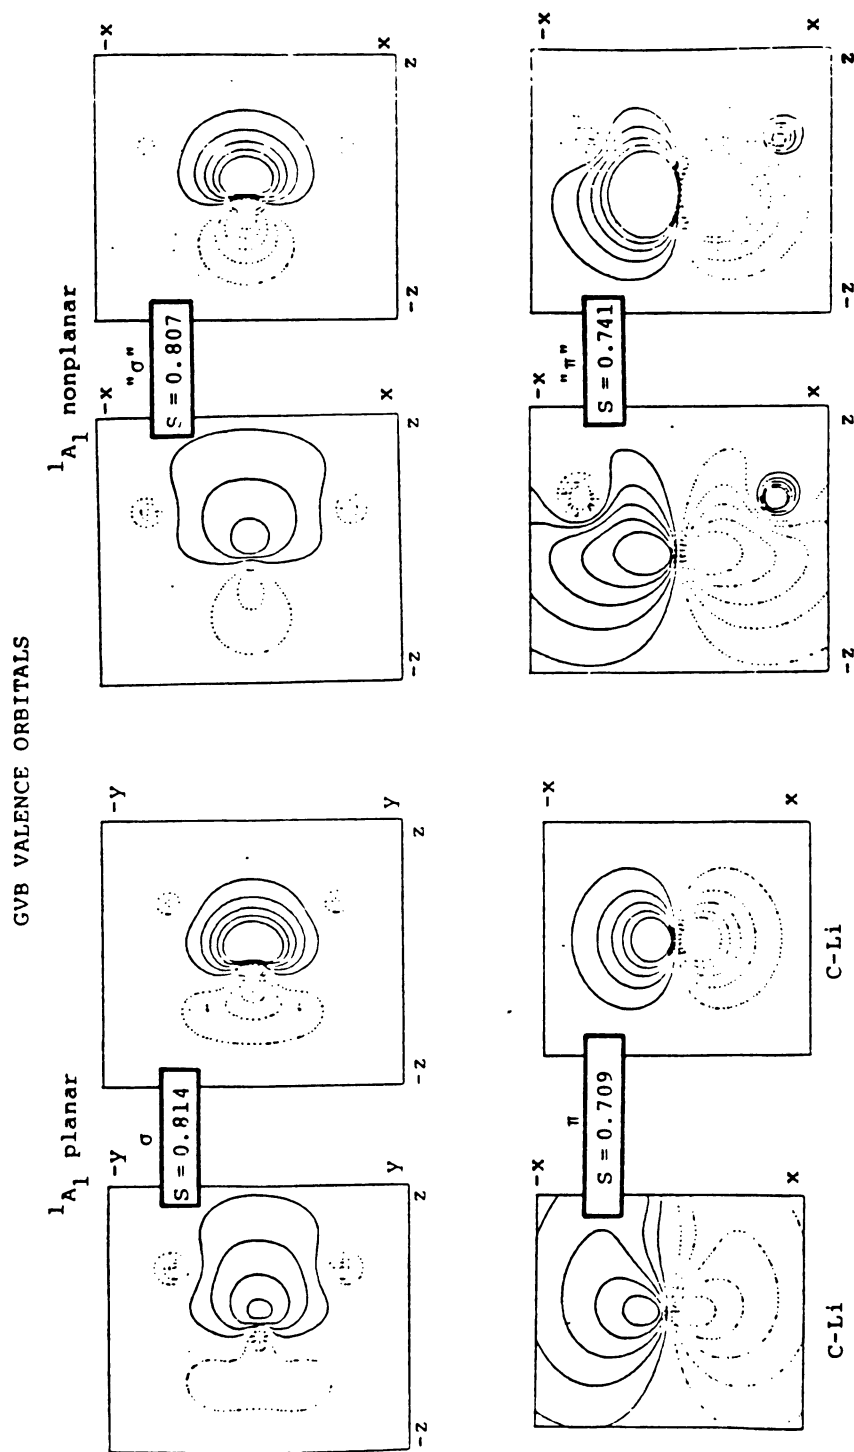 GVB VALENCE ORBITALS
¹A₁ planar
¹A₁ nonplanar
σ
S = 0.814
"σ"
S = 0.807
-y
y
-z
z
-y
y
-z
z
-x
x
-z
z
-x
x
-z
z
π
S = 0.709
"π"
S = 0.741
-x
x
C-Li
-x
x
C-Li
-x
x
-z
z
-x
x
-z
z